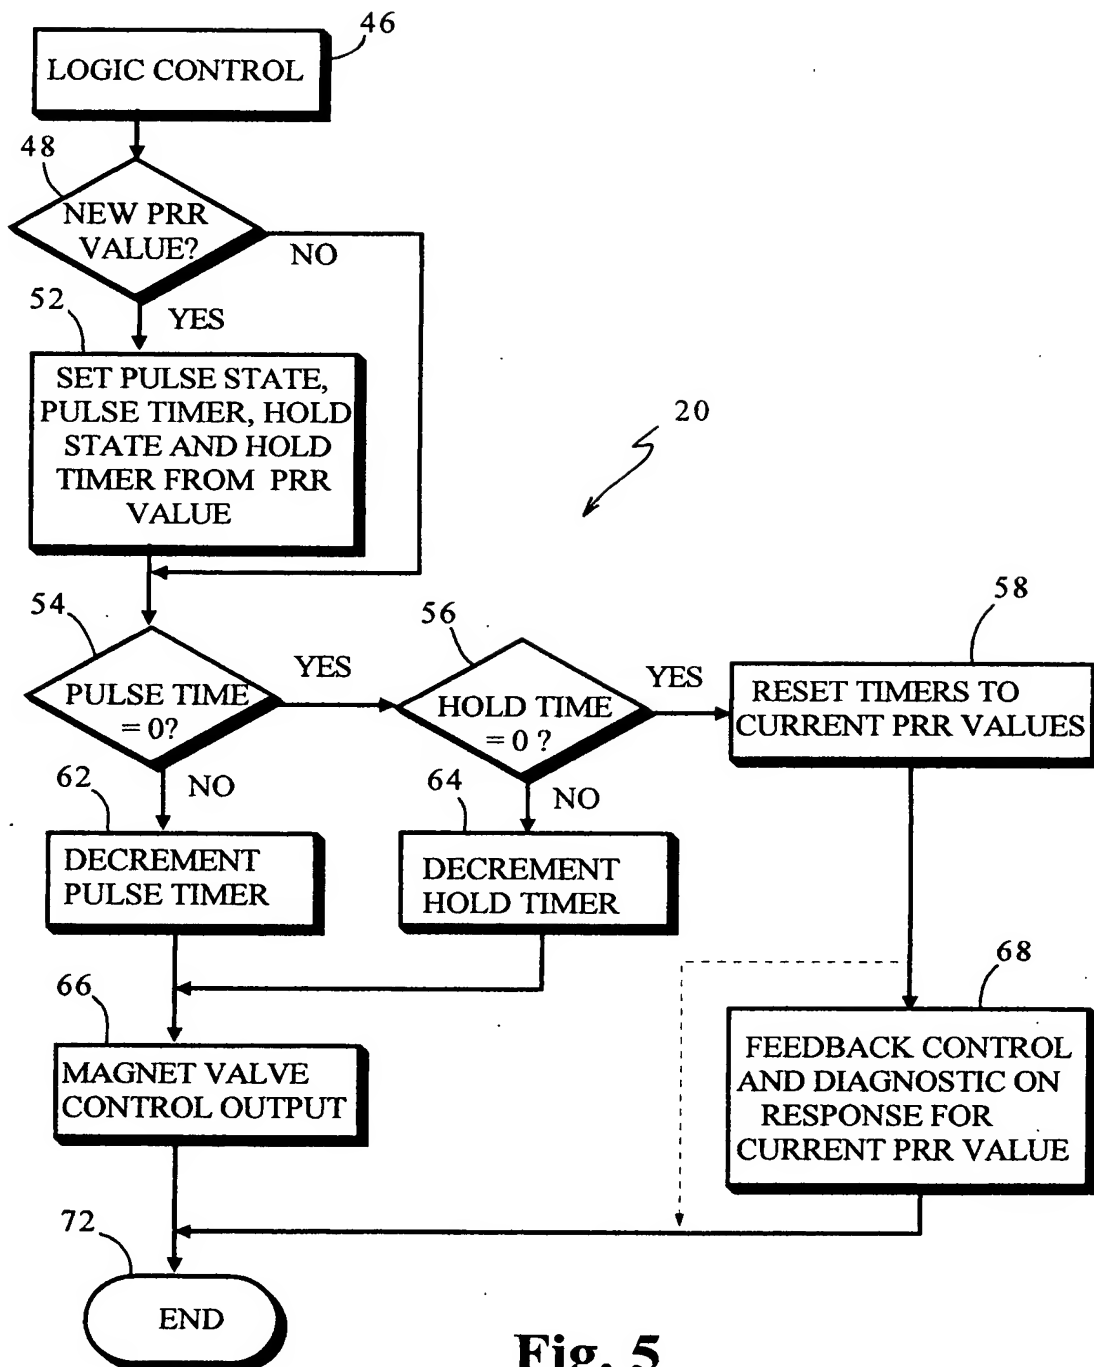 46
LOGIC CONTROL
48
NEW PRR
VALUE?
NO
YES
52
SET PULSE STATE,
PULSE TIMER, HOLD
STATE AND HOLD
TIMER FROM PRR
VALUE
20
54
PULSE TIME
= 0?
YES
NO
56
HOLD TIME
= 0 ?
YES
NO
58
RESET TIMERS TO
CURRENT PRR VALUES
62
DECREMENT
PULSE TIMER
64
DECREMENT
HOLD TIMER
66
MAGNET VALVE
CONTROL OUTPUT
68
FEEDBACK CONTROL
AND DIAGNOSTIC ON
RESPONSE FOR
CURRENT PRR VALUE
72
END
Fig. 5